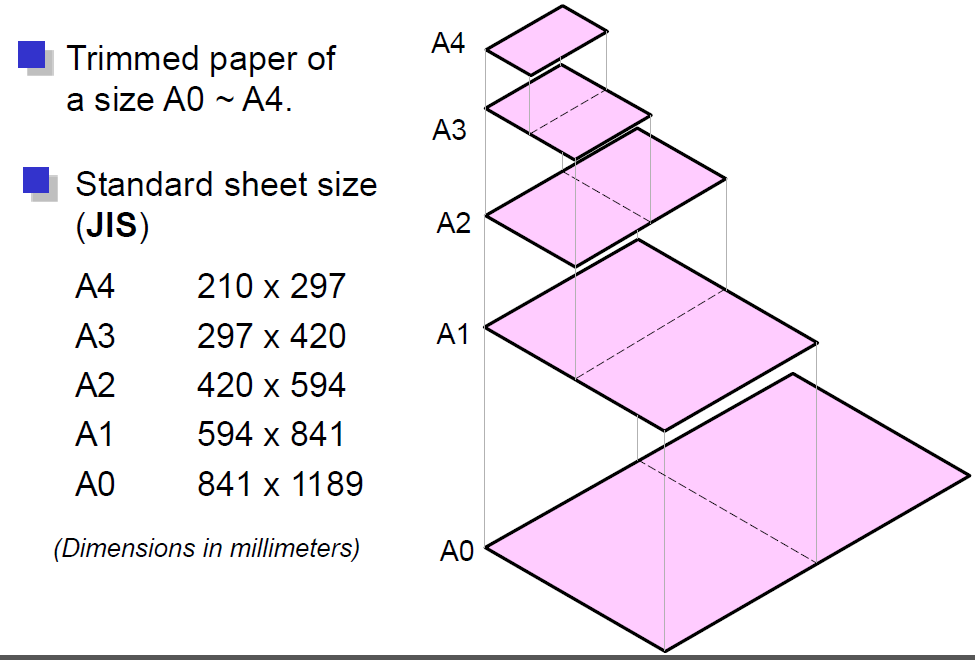 Trimmed paper of
a size A0 ~ A4.
Standard sheet size
(JIS)
A4 210 x 297
A3 297 x 420
A2 420 x 594
A1 594 x 841
A0 841 x 1189
(Dimensions in millimeters)
A4
A3
A2
A1
A0